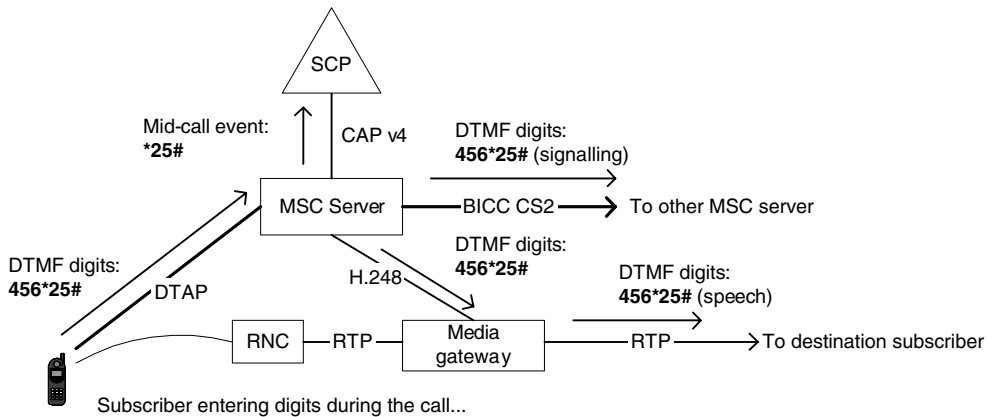 SCP
Mid-call event:
*25#
CAP v4
DTMF digits:
456*25# (signalling)
MSC Server
BICC CS2
To other MSC server
DTMF digits:
456*25#
DTAP
H.248
DTMF digits:
456*25#
DTMF digits:
456*25# (speech)
RNC
RTP
Media
gateway
RTP
To destination subscriber
Subscriber entering digits during the call...